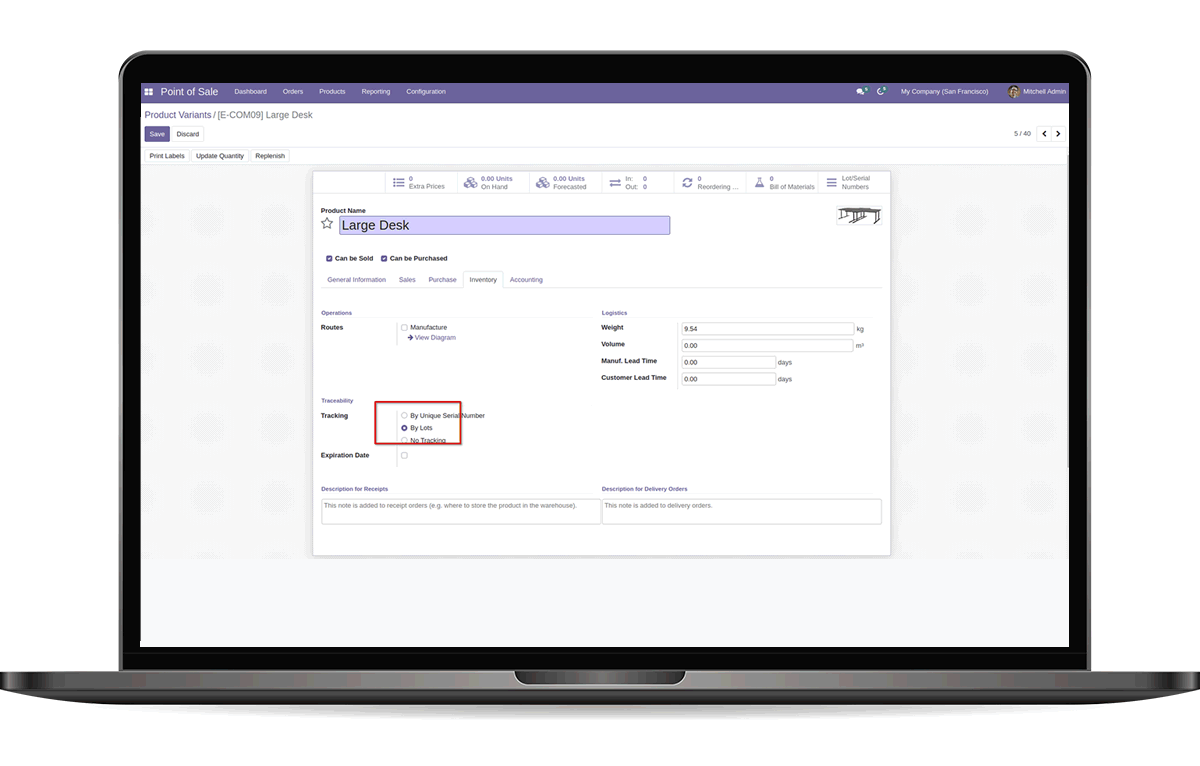 Point of Sale Dashboard Orders Products Reporting Configuration My Company (San Francisco) Mitchell Admin
Product Variants / [E-COM09] Large Desk
Save Discard 5 / 40
Print Labels Update Quantity Replenish
0 Extra Prices
0.00 Units On Hand
0.00 Units Forecasted
In: 0
Out: 0
0 Reordering ...
0 Bill of Materials
Lot/Serial Numbers
Product Name
Large Desk
Can be Sold Can be Purchased
General Information Sales Purchase Inventory Accounting
Operations
Routes Manufacture
View Diagram
Logistics
Weight 9.54 kg
Volume 0.00 m³
Manuf. Lead Time 0.00 days
Customer Lead Time 0.00 days
Traceability
Tracking By Unique Serial Number
By Lots
No Tracking
Expiration Date
Description for Receipts
This note is added to receipt orders (e.g. where to store the product in the warehouse).
Description for Delivery Orders
This note is added to delivery orders.